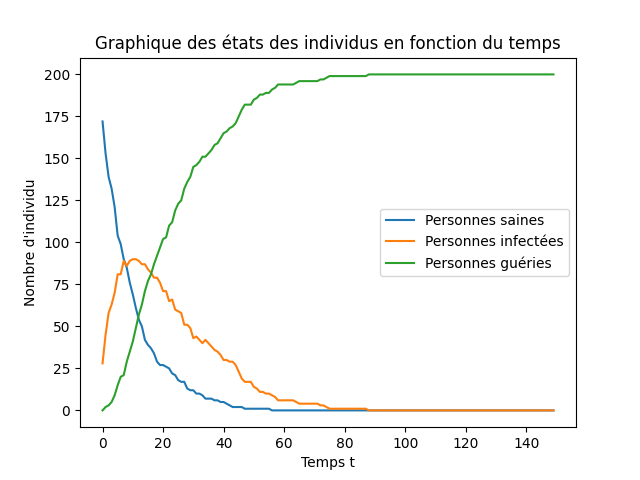 Graphique des états des individus en fonction du temps
200
175
150
125
100
75
50
25
0
Nombre d'individu
Personnes saines
Personnes infectées
Personnes guéries
0 20 40 60 80 100 120 140
Temps t